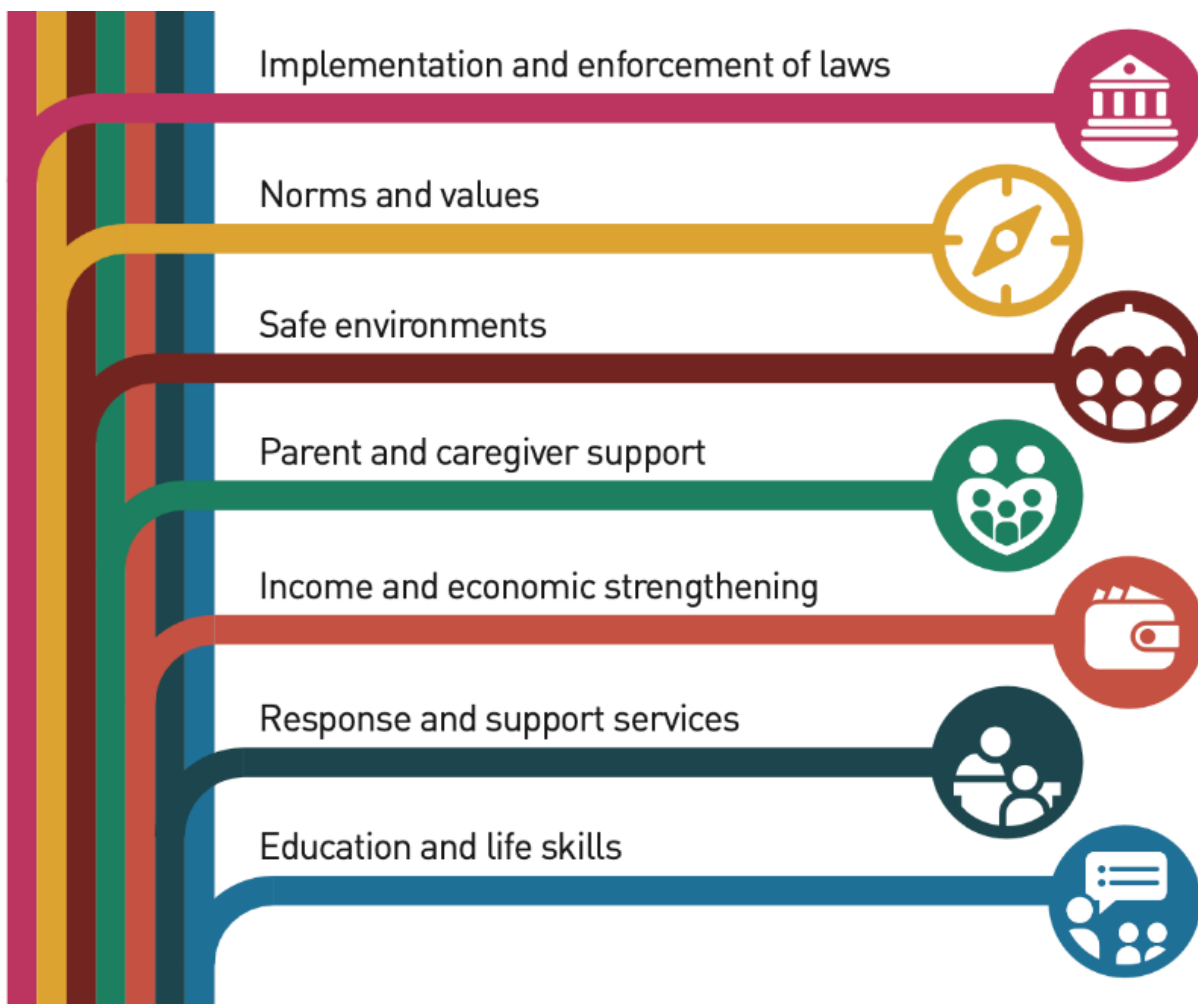 Implementation and enforcement of laws
Norms and values
Safe environments
Parent and caregiver support
Income and economic strengthening
Response and support services
Education and life skills